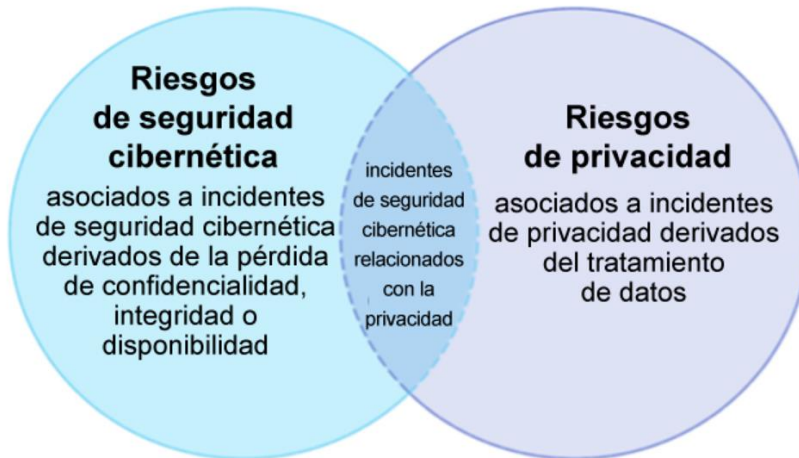 Riesgos
de seguridad
cibernética
asociados a incidentes
de seguridad cibernética
derivados de la pérdida
de confidencialidad,
integridad o
disponibilidad
incidentes
de seguridad
cibernética
relacionados
con la
privacidad
Riesgos
de privacidad
asociados a incidentes
de privacidad derivados
del tratamiento
de datos